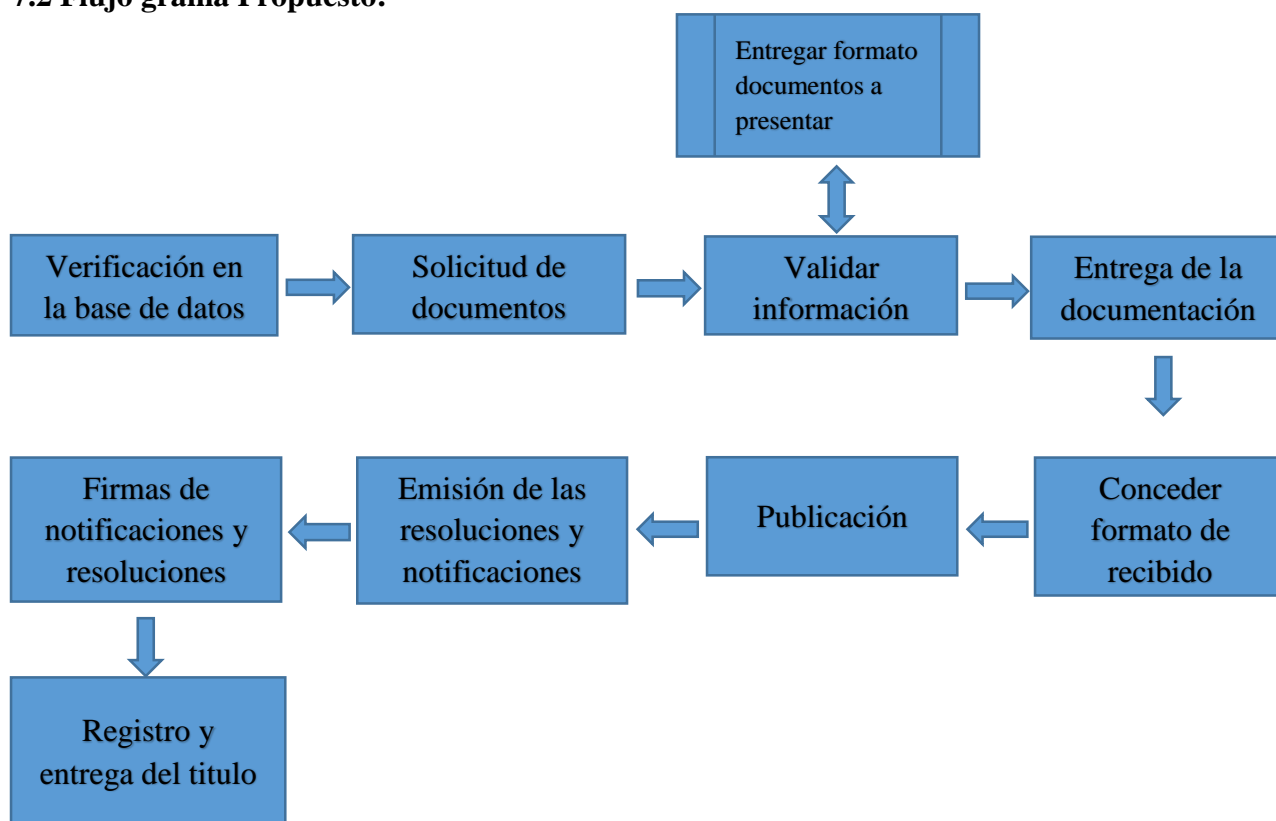 7.2 Flujo grama Propuesto:
Entregar formato
documentos a
presentar
Verificación en
la base de datos
Solicitud de
documentos
Validar
información
Entrega de la
documentación
Conceder
formato de
recibido
Publicación
Emisión de las
resoluciones y
notificaciones
Firmas de
notificaciones y
resoluciones
Registro y
entrega del titulo